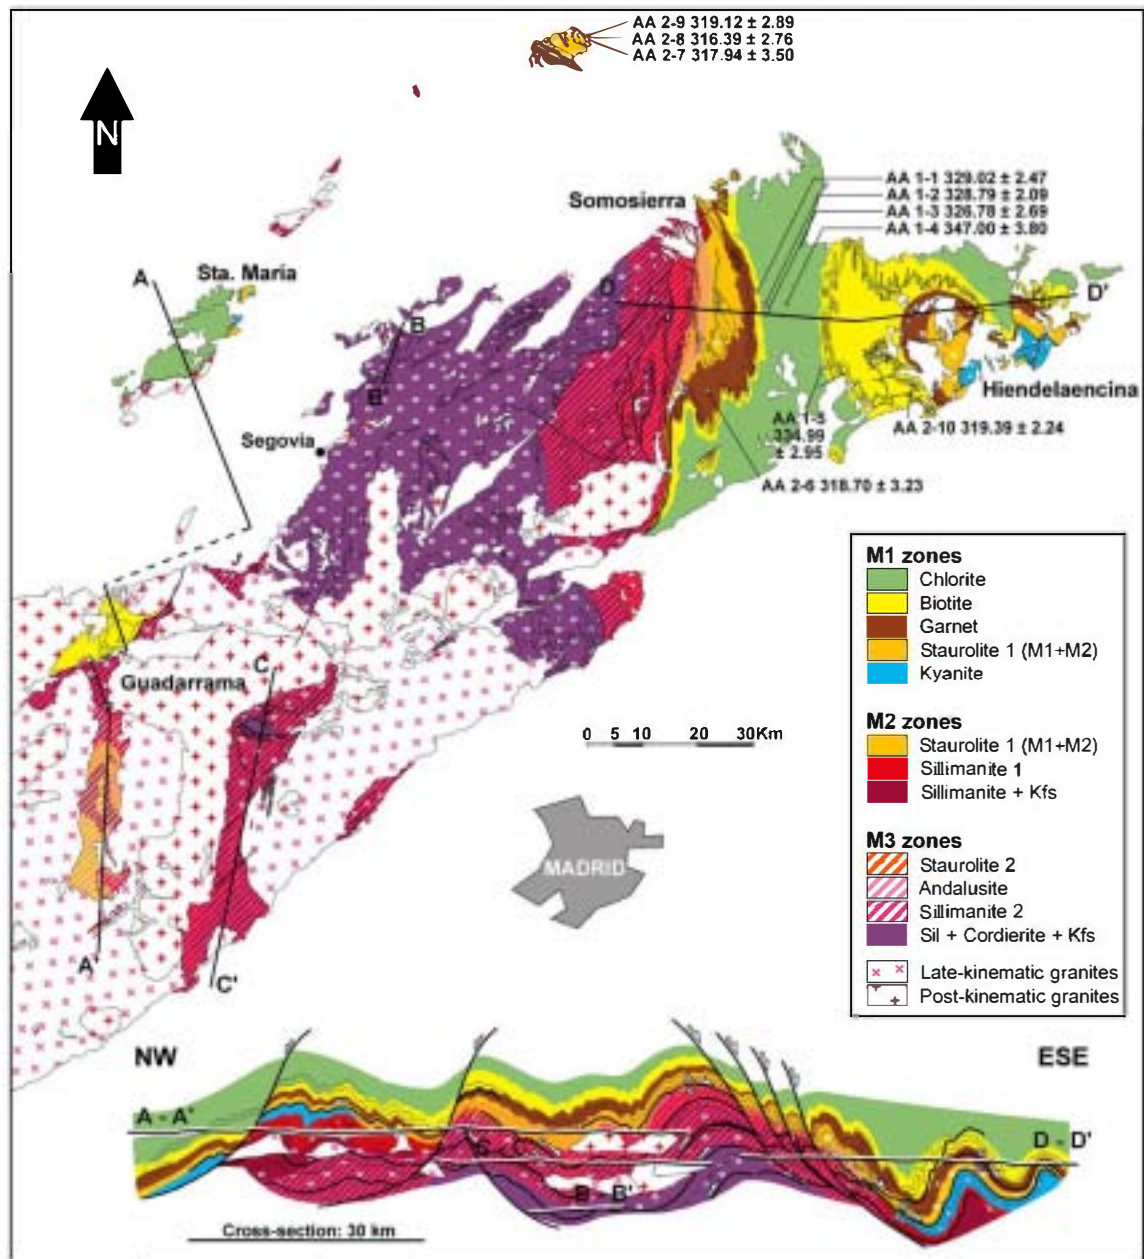 AA 2-9 319.12 ± 2.89
AA 2-8 316.39 ± 2.76
AA 2-7 317.94 ± 3.50
N
AA 1-1 329.02 ± 2.47
AA 1-2 328.79 ± 2.09
AA 1-3 326.78 ± 2.69
AA 1-4 347.00 ± 3.80
Somosierra
Sta. María
A
D
D'
B
B'
Hiendelaencina
Segovia
AA 1-5
334.99
± 2.95
AA 2-10 319.39 ± 2.24
AA 2-6 318.70 ± 3.23
Guadarrama
C
0 5 10 20 30Km
MADRID
A'
C'
M1 zones
Chlorite
Biotite
Garnet
Staurolite 1 (M1+M2)
Kyanite
M2 zones
Staurolite 1 (M1+M2)
Sillimanite 1
Sillimanite + Kfs
M3 zones
Staurolite 2
Andalusite
Sillimanite 2
Sil + Cordierite + Kfs
Late-kinematic granites
Post-kinematic granites
NW
ESE
A - A'
D - D'
B - B'
Cross-section: 30 km